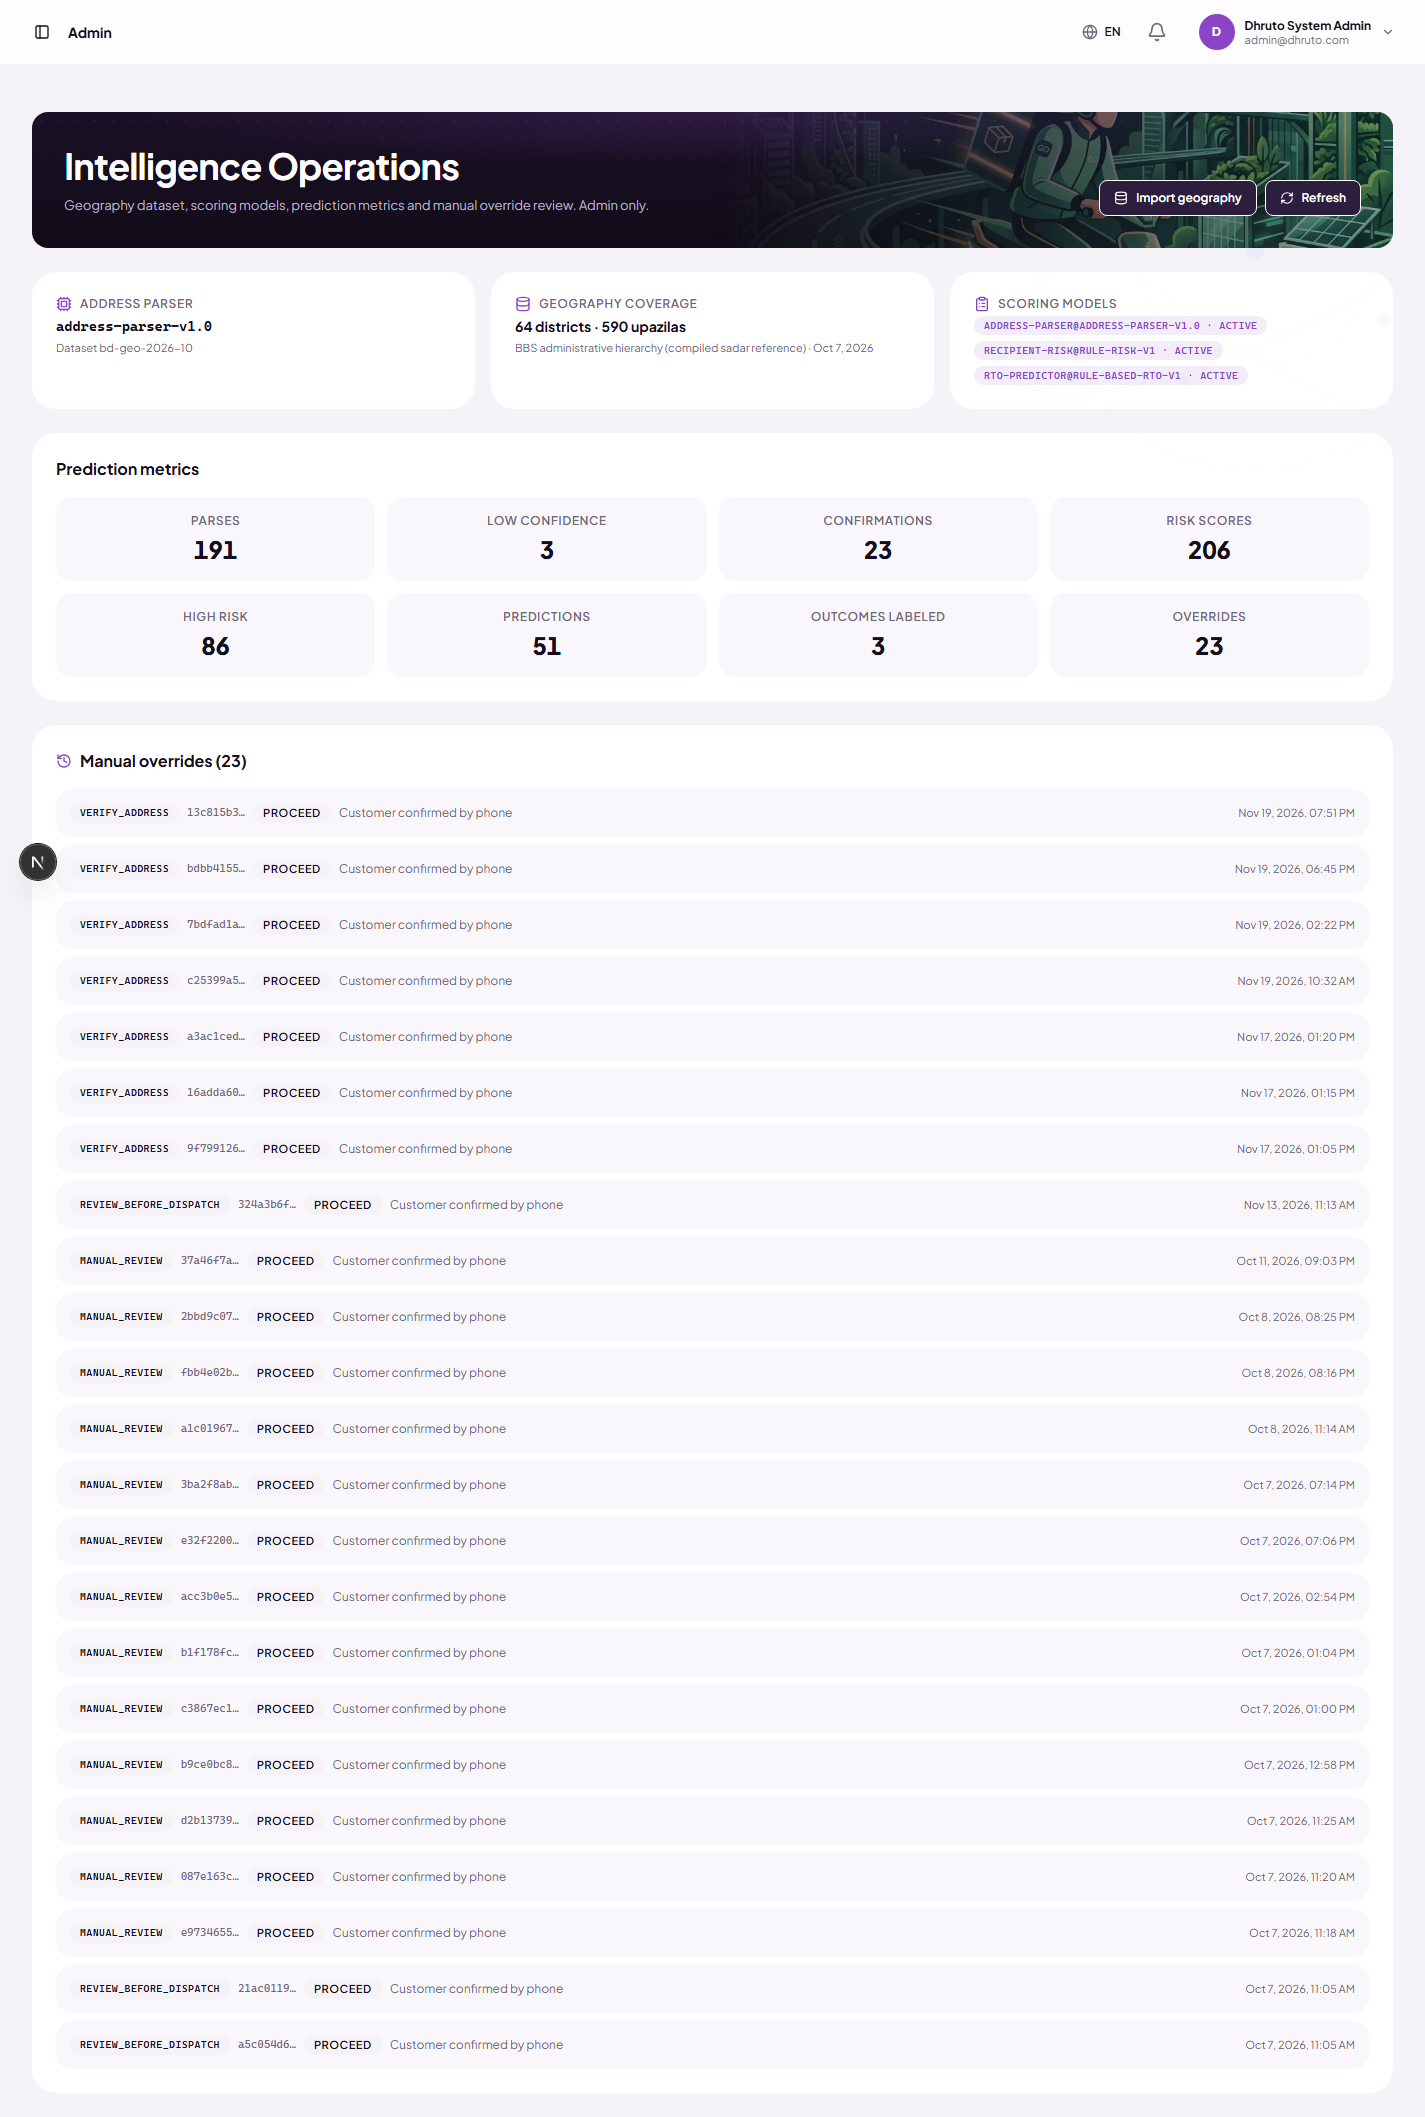 Admin
EN
D
Dhruto System Admin
admin@dhruto.com
Intelligence Operations
Geography dataset, scoring models, prediction metrics and manual override review. Admin only.
Import geography
Refresh
ADDRESS PARSER
address-parser-v1.0
Dataset bd-geo-2026-10
GEOGRAPHY COVERAGE
64 districts · 590 upazilas
BBS administrative hierarchy (compiled sadar reference) · Oct 7, 2026
SCORING MODELS
ADDRESS-PARSER@ADDRESS-PARSER-V1.0 · ACTIVE
RECIPIENT-RISK@RULE-RISK-V1 · ACTIVE
RTO-PREDICTOR@RULE-BASED-RTO-V1 · ACTIVE
Prediction metrics
PARSES
191
LOW CONFIDENCE
3
CONFIRMATIONS
23
RISK SCORES
206
HIGH RISK
86
PREDICTIONS
51
OUTCOMES LABELED
3
OVERRIDES
23
Manual overrides (23)
VERIFY_ADDRESS 13c815b3… PROCEED Customer confirmed by phone Nov 19, 2026, 07:51 PM
VERIFY_ADDRESS bdbb4155… PROCEED Customer confirmed by phone Nov 19, 2026, 06:45 PM
N
VERIFY_ADDRESS 7bdfad1a… PROCEED Customer confirmed by phone Nov 19, 2026, 02:22 PM
VERIFY_ADDRESS c25399a5… PROCEED Customer confirmed by phone Nov 19, 2026, 10:32 AM
VERIFY_ADDRESS a3ac1ced… PROCEED Customer confirmed by phone Nov 17, 2026, 01:20 PM
VERIFY_ADDRESS 16adda60… PROCEED Customer confirmed by phone Nov 17, 2026, 01:15 PM
VERIFY_ADDRESS 9f799126… PROCEED Customer confirmed by phone Nov 17, 2026, 01:05 PM
REVIEW_BEFORE_DISPATCH 324a3b6f… PROCEED Customer confirmed by phone Nov 13, 2026, 11:13 AM
MANUAL_REVIEW 37a46f7a… PROCEED Customer confirmed by phone Oct 11, 2026, 09:03 PM
MANUAL_REVIEW 2bbd9c07… PROCEED Customer confirmed by phone Oct 8, 2026, 08:25 PM
MANUAL_REVIEW fbb4e02b… PROCEED Customer confirmed by phone Oct 8, 2026, 08:16 PM
MANUAL_REVIEW a1c01967… PROCEED Customer confirmed by phone Oct 8, 2026, 11:14 AM
MANUAL_REVIEW 3ba2f8ab… PROCEED Customer confirmed by phone Oct 7, 2026, 07:14 PM
MANUAL_REVIEW e32f2200… PROCEED Customer confirmed by phone Oct 7, 2026, 07:06 PM
MANUAL_REVIEW acc3b0e5… PROCEED Customer confirmed by phone Oct 7, 2026, 02:54 PM
MANUAL_REVIEW b1f178fc… PROCEED Customer confirmed by phone Oct 7, 2026, 01:04 PM
MANUAL_REVIEW c3867ec1… PROCEED Customer confirmed by phone Oct 7, 2026, 01:00 PM
MANUAL_REVIEW b9ce0bc8… PROCEED Customer confirmed by phone Oct 7, 2026, 12:58 PM
MANUAL_REVIEW d2b13739… PROCEED Customer confirmed by phone Oct 7, 2026, 11:25 AM
MANUAL_REVIEW 087e163c… PROCEED Customer confirmed by phone Oct 7, 2026, 11:20 AM
MANUAL_REVIEW e9734655… PROCEED Customer confirmed by phone Oct 7, 2026, 11:18 AM
REVIEW_BEFORE_DISPATCH 21ac0119… PROCEED Customer confirmed by phone Oct 7, 2026, 11:05 AM
REVIEW_BEFORE_DISPATCH a5c054d6… PROCEED Customer confirmed by phone Oct 7, 2026, 11:05 AM